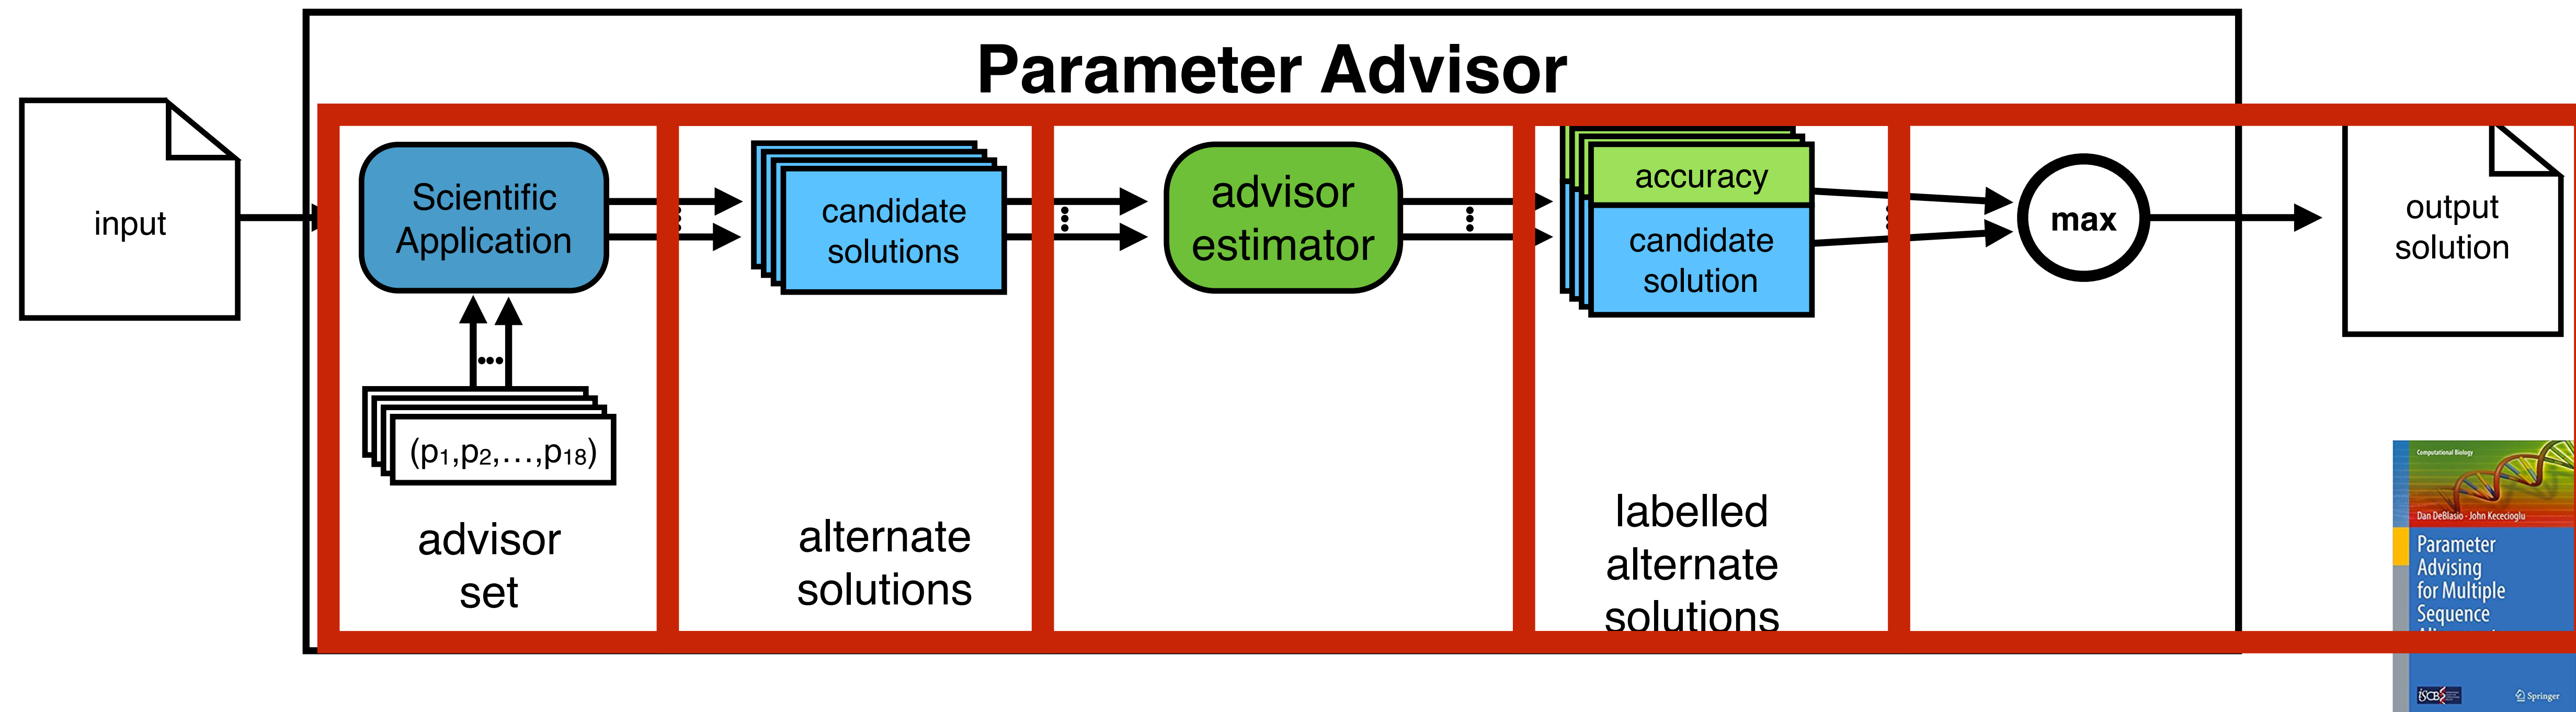 Parameter Advisor
input
Scientific
Application
(p₁,p₂,...,p₁₈)
advisor
set
candidate
solutions
alternate
solutions
advisor
estimator
accuracy
candidate
solution
labelled
alternate
solutions
max
output
solution
Computational Biology
Dan DeBlasio · John Kececioglu
Parameter
Advising
for Multiple
Sequence
iSCB
Springer